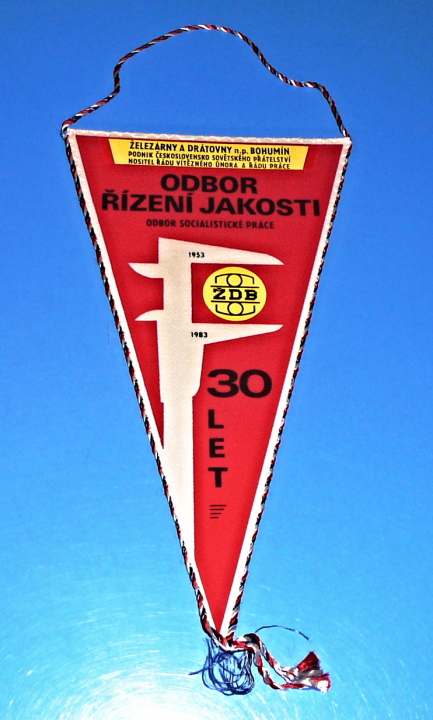 ŽELEZÁRNY A DRÁTOVNY n.p. BOHUMÍN
PODNIK ČESKOSLOVENSKO SOVĚTSKÉHO PŘÁTELSTVÍ
NOSITEL ŘÁDU VÍTĚZNÉHO ÚNORA A ŘÁDU PRÁCE
ODBOR
ŘÍZENÍ JAKOSTI
ODBOR SOCIALISTICKÉ PRÁCE
1953
ŽDB
1983
30
LET